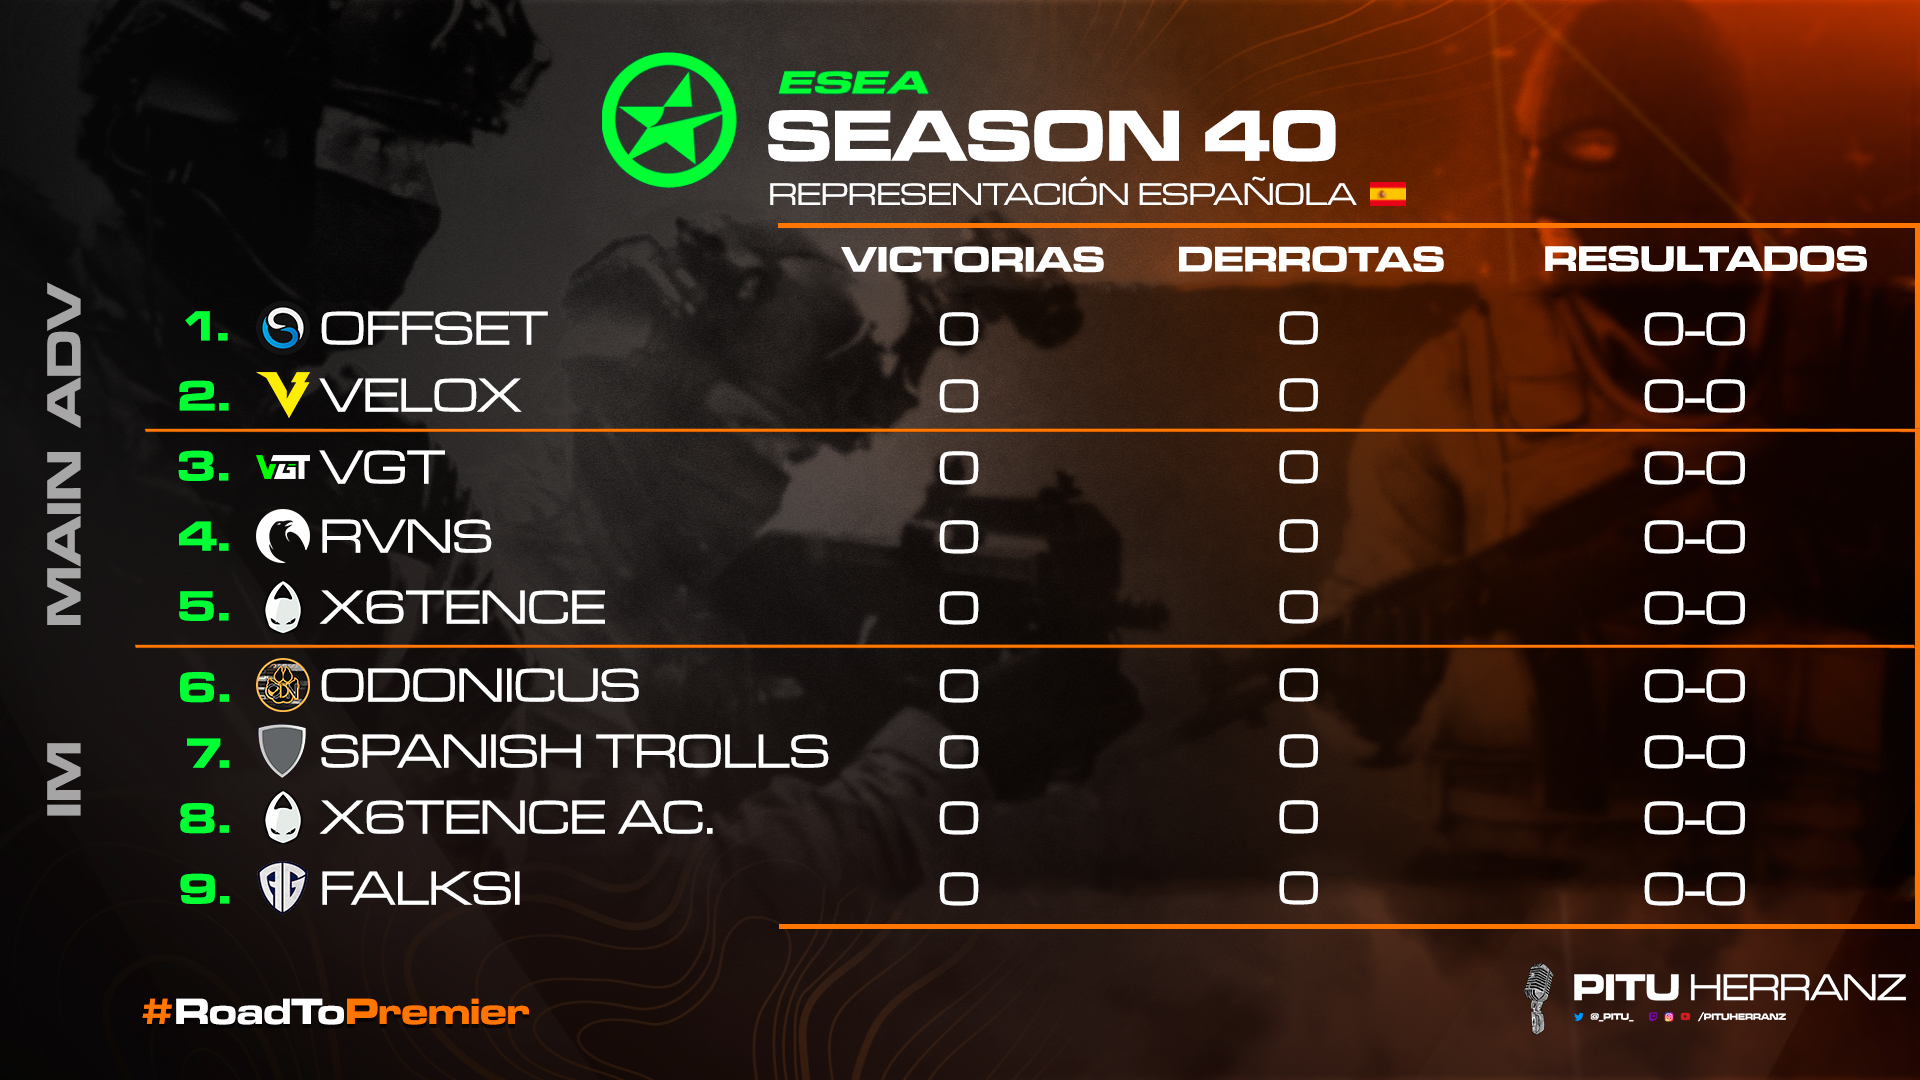 ESEA
SEASON 40
REPRESENTACIÓN ESPAÑOLA
VICTORIAS DERROTAS RESULTADOS
MAIN ADV
1. OFFSET 0 0 0-0
2. VELOX 0 0 0-0
3. VGT VGT 0 0 0-0
4. RVNS 0 0 0-0
5. X6TENCE 0 0 0-0
IM
6. ODONICUS 0 0 0-0
7. SPANISH TROLLS 0 0 0-0
8. X6TENCE AC. 0 0 0-0
9. AG FALKSI 0 0 0-0
#RoadToPremier
PITU HERRANZ
@_PITU_ /PITUHERRANZ